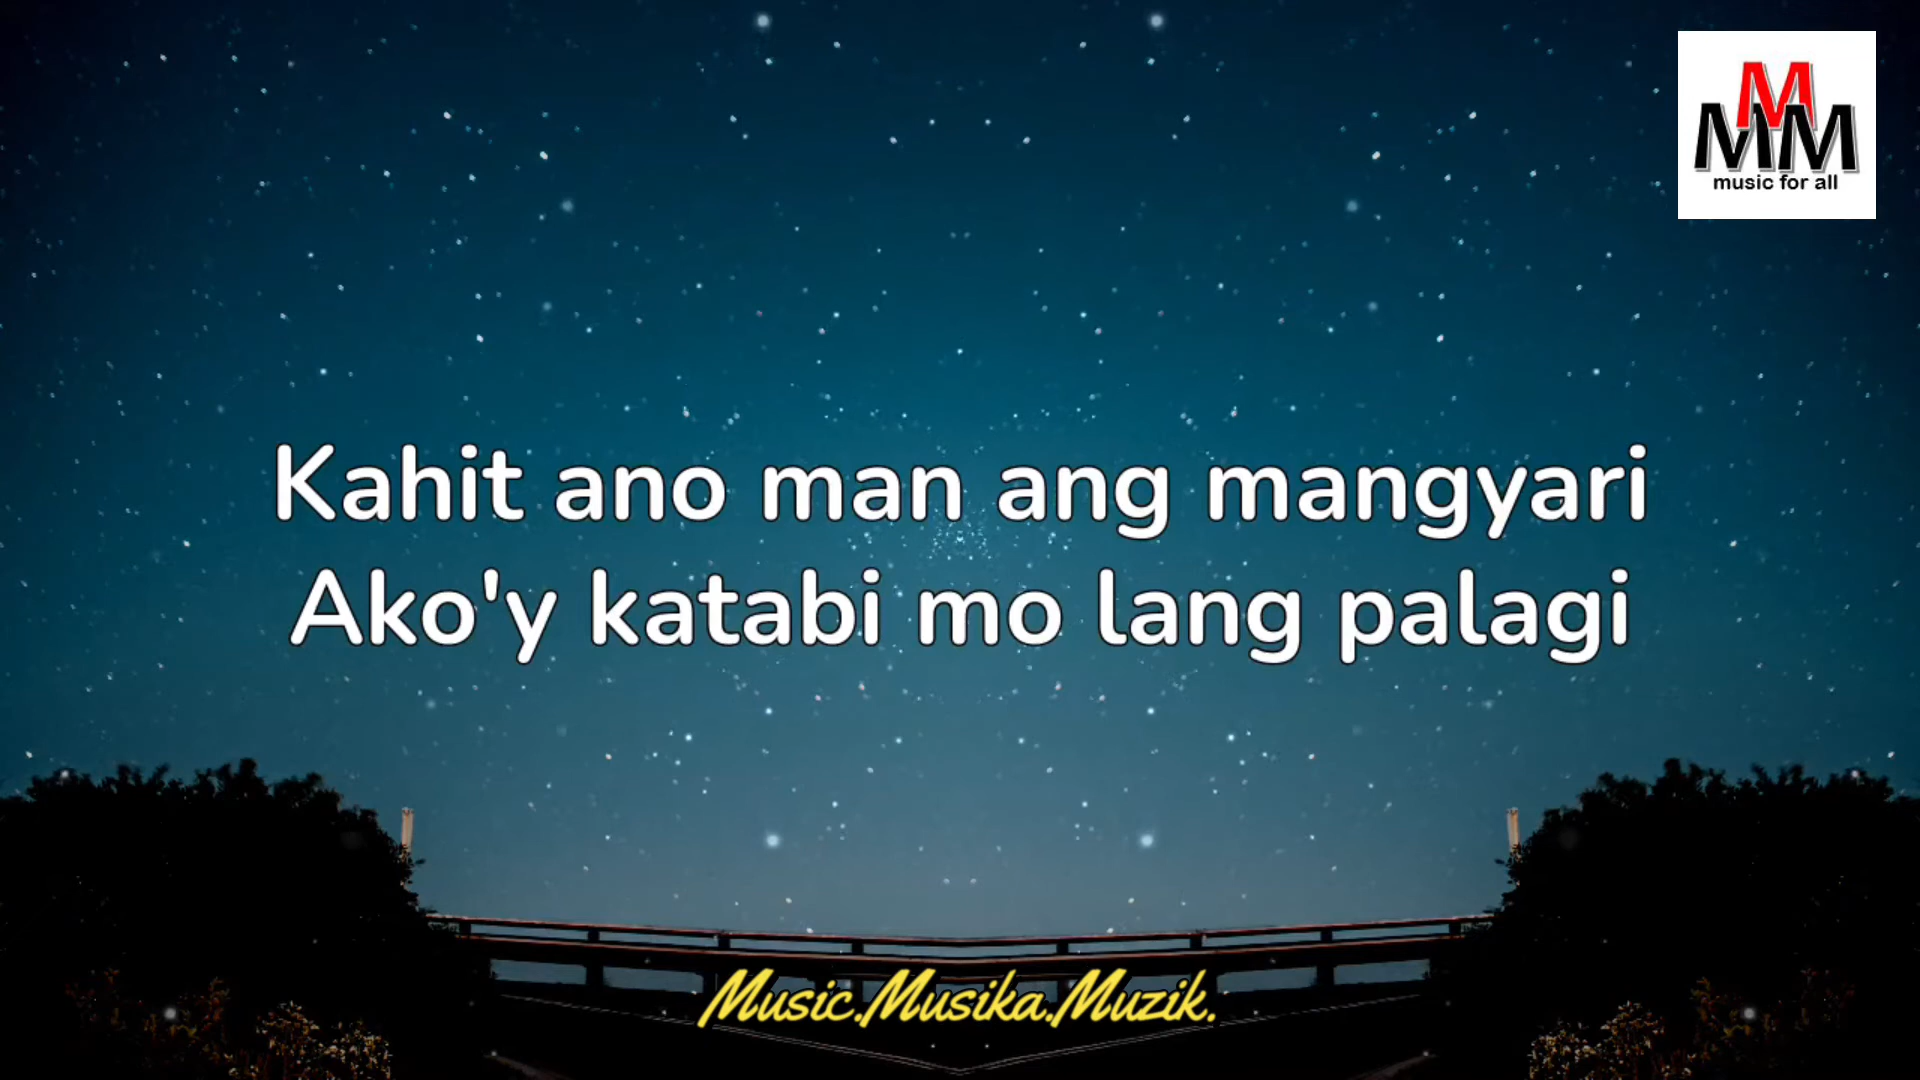 M
MM
music for all
Kahit ano man ang mangyari
Ako'y katabi mo lang palagi
Music.Musika.Muzik.